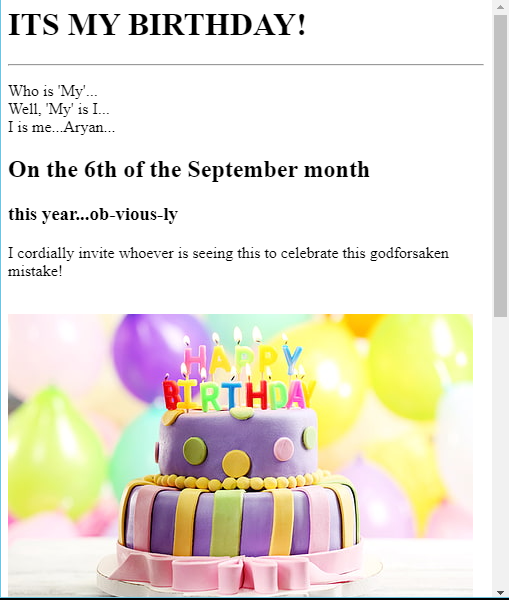 ITS MY BIRTHDAY!
Who is 'My'...
Well, 'My' is I...
I is me...Aryan...
On the 6th of the September month
this year...ob-vious-ly
I cordially invite whoever is seeing this to celebrate this godforsaken
mistake!
HAPPY
BIRTHDAY